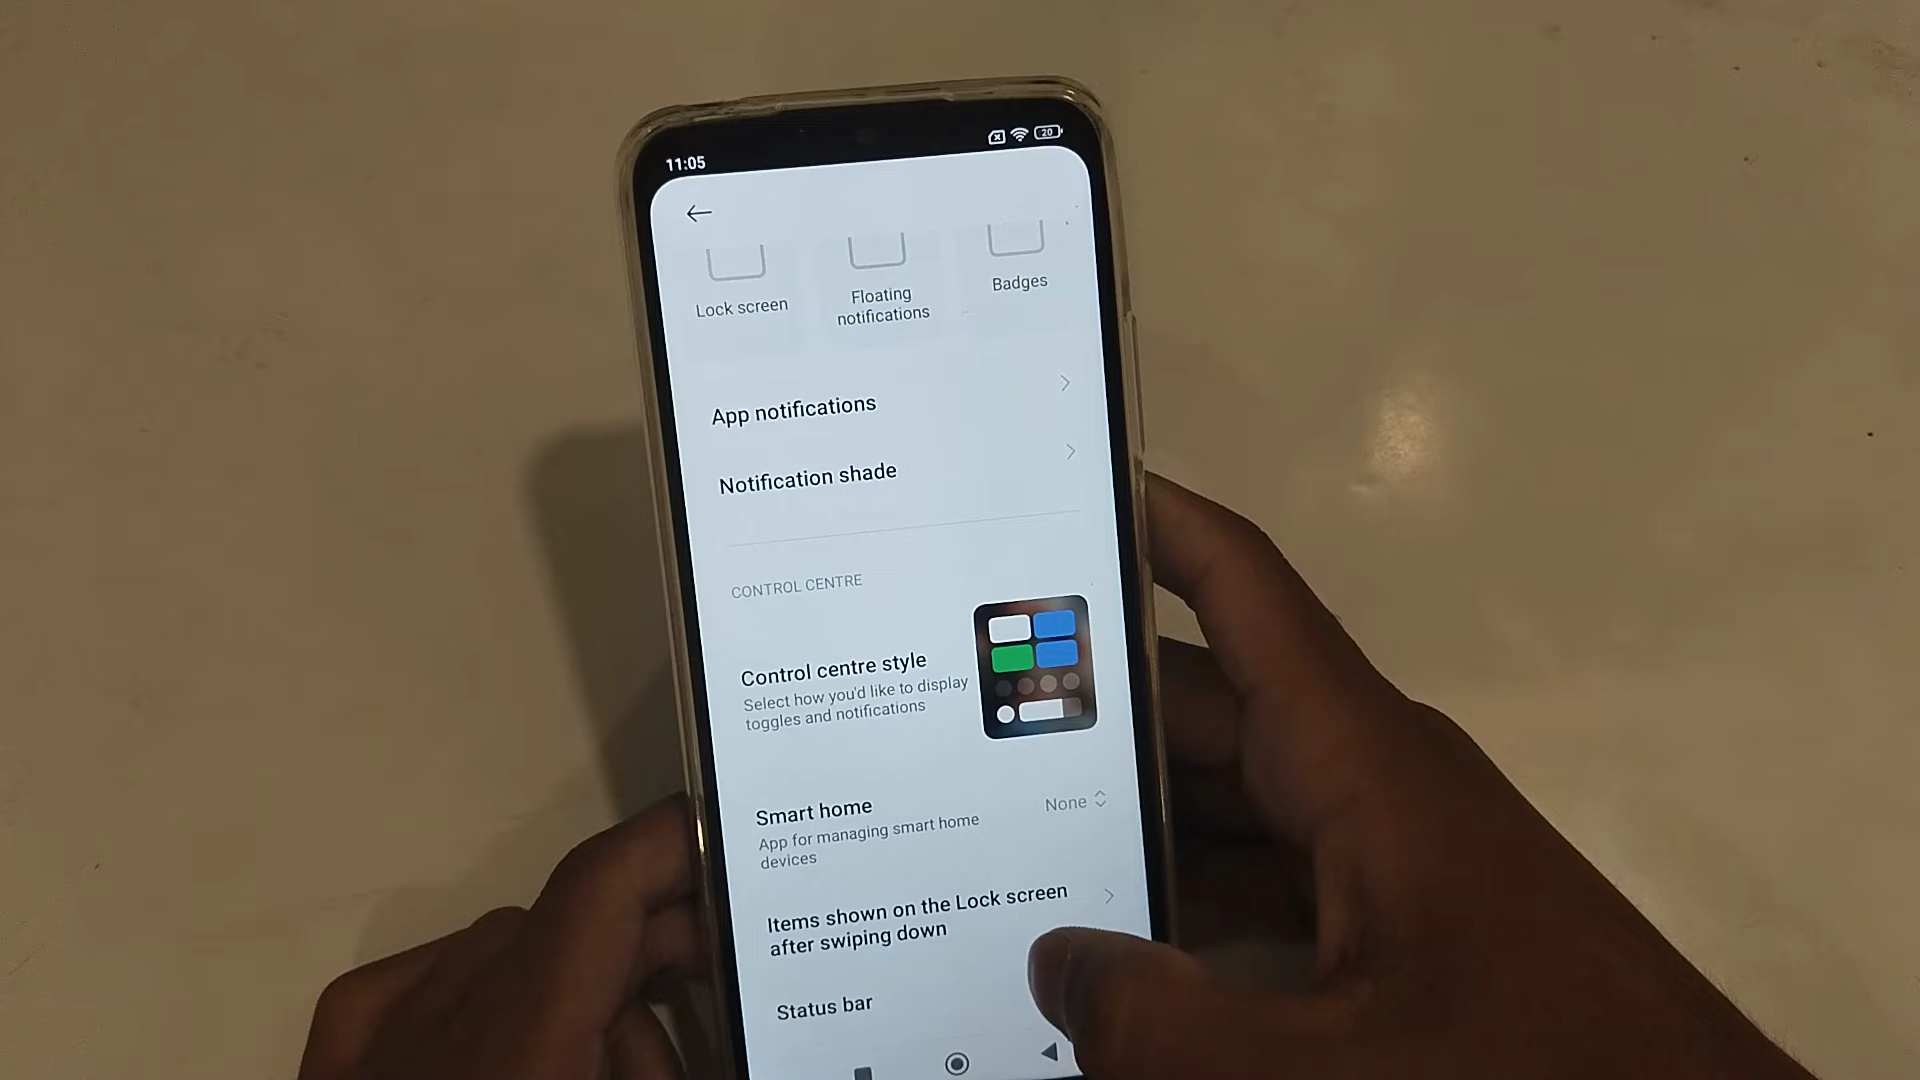 11:05
20
Lock screen
Floating
notifications
Badges
App notifications
Notification shade
CONTROL CENTRE
Control centre style
Select how you'd like to display
toggles and notifications
Smart home
None
App for managing smart home
devices
Items shown on the Lock screen
after swiping down
Status bar